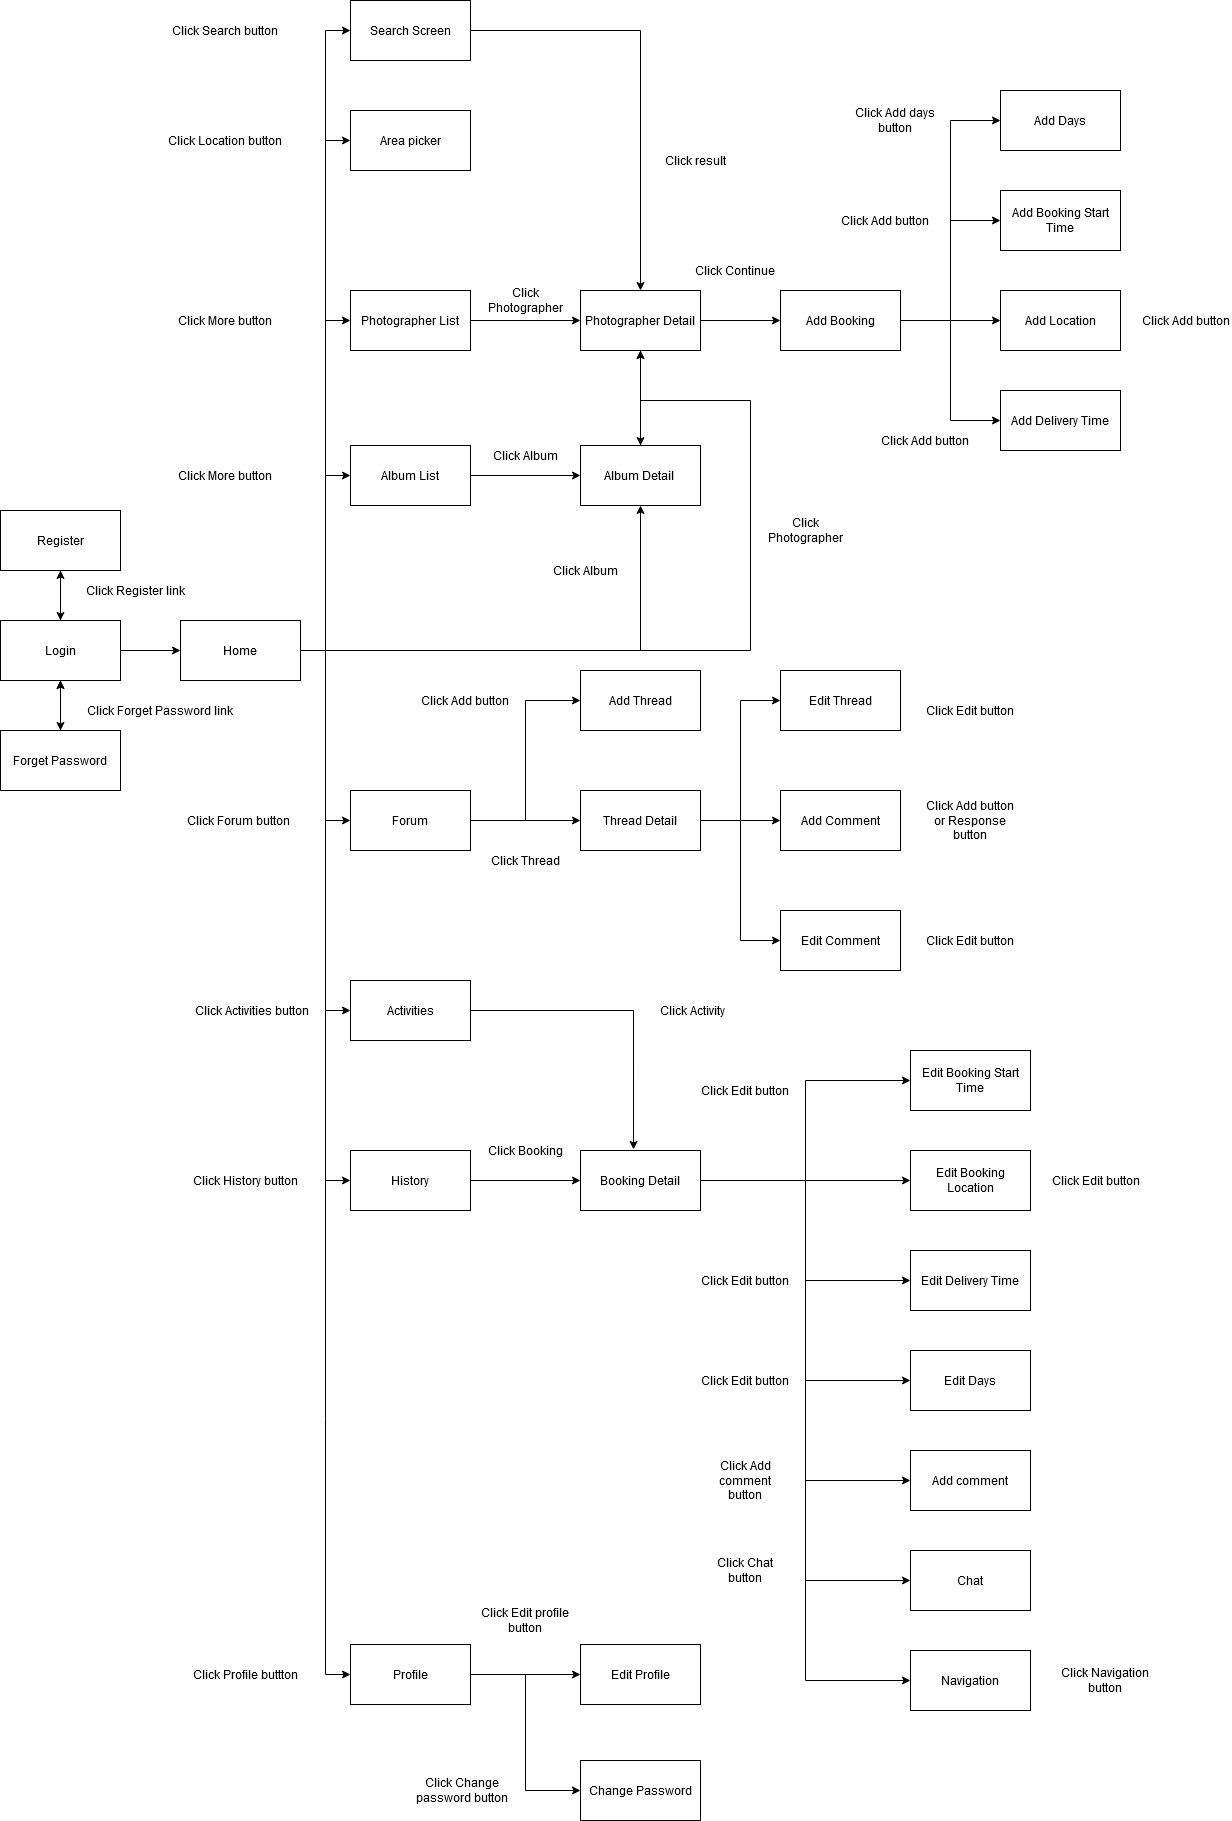 Click Search button
Search Screen
Click Add days
button
Add Days
Click Location button
Area picker
Click result
Click Add button
Add Booking Start
Time
Click Continue
Click More button
Photographer List
Click
Photographer
Photographer Detail
Add Booking
Add Location
Click Add button
Click Add button
Add Delivery Time
Click More button
Album List
Click Album
Album Detail
Click
Photographer
Register
Click Album
Click Register link
Login
Home
Click Forget Password link
Forget Password
Click Add button
Add Thread
Edit Thread
Click Edit button
Click Forum button
Forum
Click Thread
Thread Detail
Add Comment
Click Add button
or Response
button
Edit Comment
Click Edit button
Click Activities button
Activities
Click Activity
Click Edit button
Edit Booking Start
Time
Click History button
History
Click Booking
Booking Detail
Edit Booking
Location
Click Edit button
Click Edit button
Edit Delivery Time
Click Edit button
Edit Days
Click Add
comment
button
Add comment
Click Chat
button
Chat
Click Edit profile
button
Click Profile buttton
Profile
Edit Profile
Navigation
Click Navigation
button
Click Change
password button
Change Password